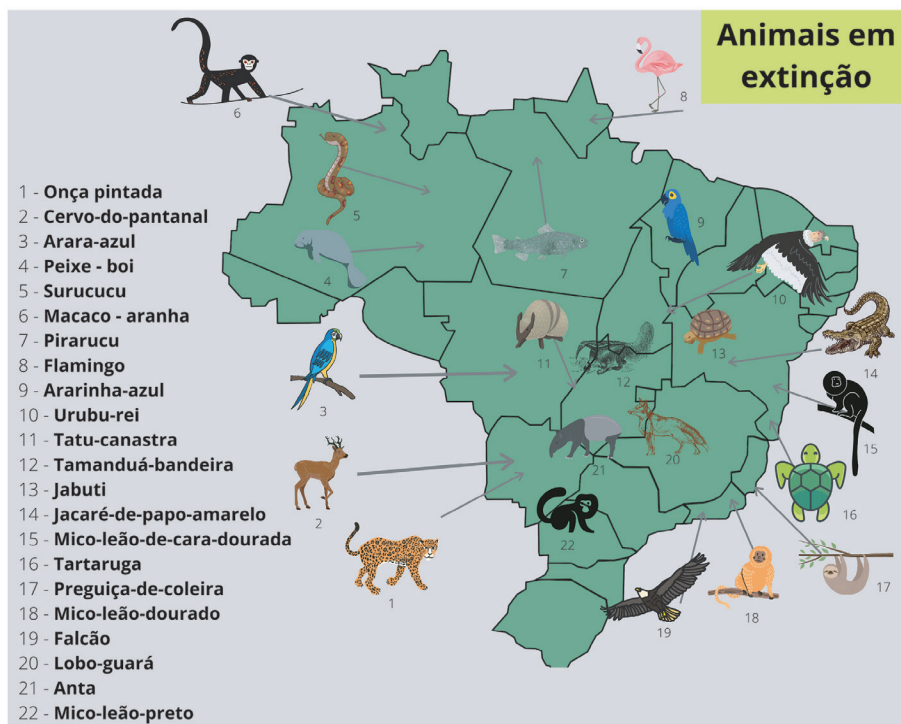 Animais em
extinção
1 - Onça pintada
2 - Cervo-do-pantanal
3 - Arara-azul
4 - Peixe - boi
5 - Surucucu
6 - Macaco - aranha
7 - Pirarucu
8 - Flamingo
9 - Ararinha-azul
10 - Urubu-rei
11 - Tatu-canastra
12 - Tamanduá-bandeira
13 - Jabuti
14 - Jacaré-de-papo-amarelo
15 - Mico-leão-de-cara-dourada
16 - Tartaruga
17 - Preguiça-de-coleira
18 - Mico-leão-dourado
19 - Falcão
20 - Lobo-guará
21 - Anta
22 - Mico-leão-preto
6
8
5
9
4
7
10
11
13
12
14
3
15
20
21
2
16
22
17
1
18
19